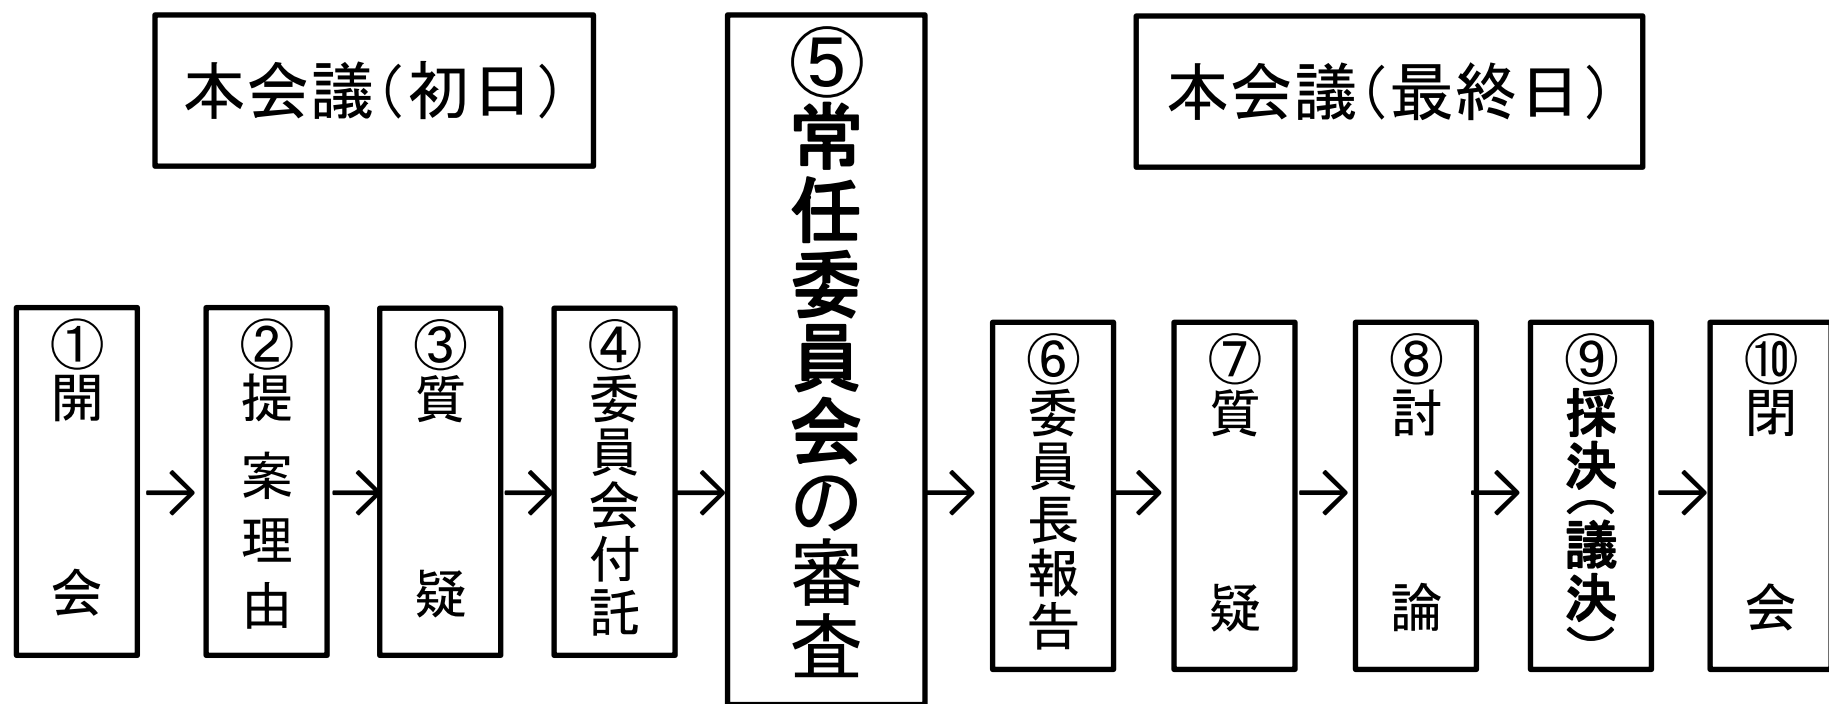 本会議(初日)
①開会
②提案理由
③質疑
④委員会付託
⑤常任委員会の審査
本会議(最終日)
⑥委員長報告
⑦質疑
⑧討論
⑨採決(議決)
⑩閉会